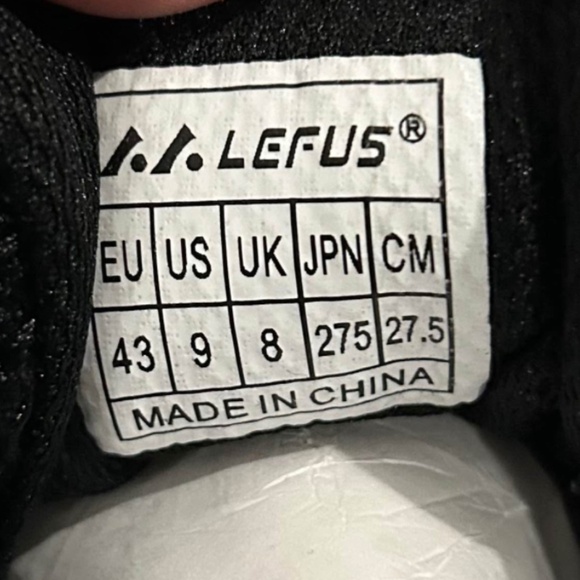 LEFUS®
EU US UK JPN CM
43 9 8 275 27.5
MADE IN CHINA